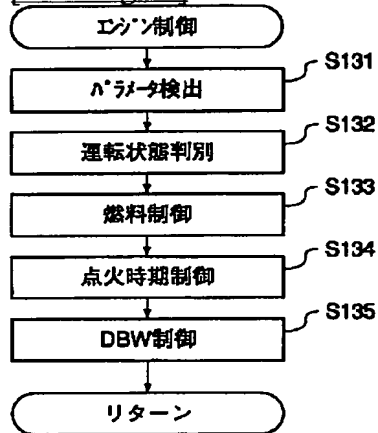 エンジン制御
パラメータ検出
S131
運転状態判別
S132
燃料制御
S133
点火時期制御
S134
DBW制御
S135
リターン